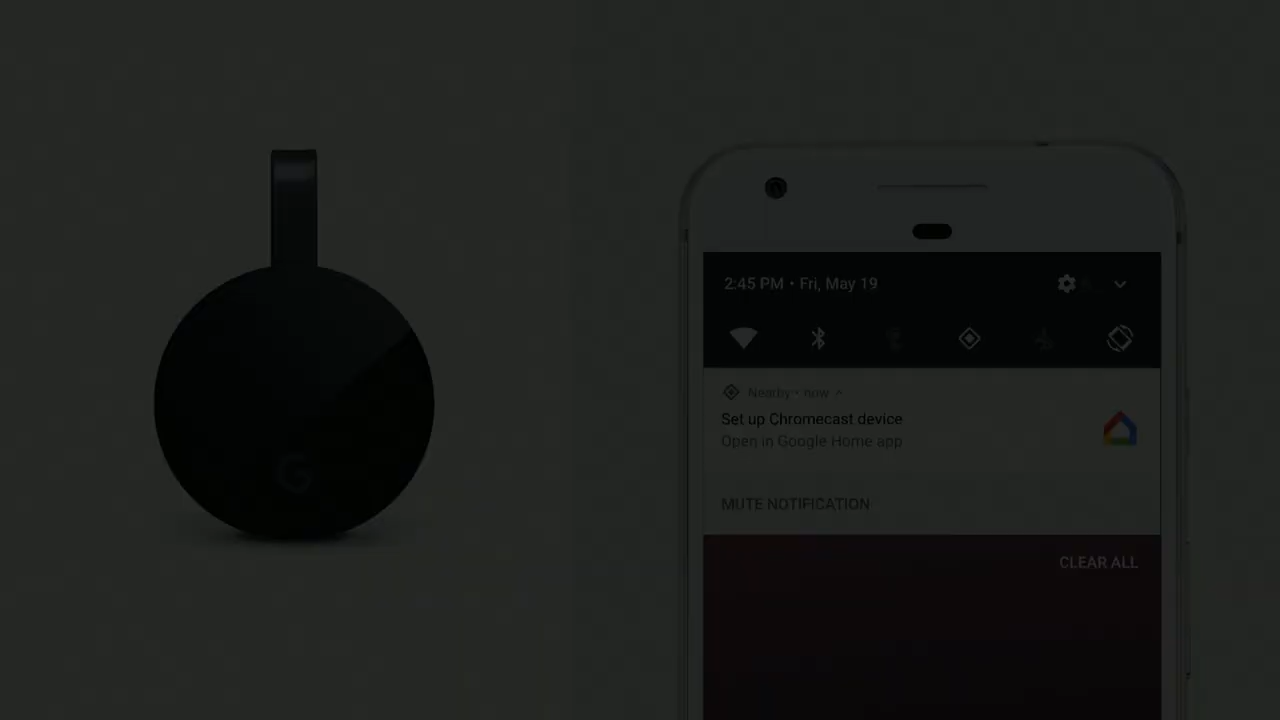 G
2:45 PM • Fri, May 19
Nearby • now
Set up Chromecast device
Open in Google Home app
MUTE NOTIFICATION
CLEAR ALL